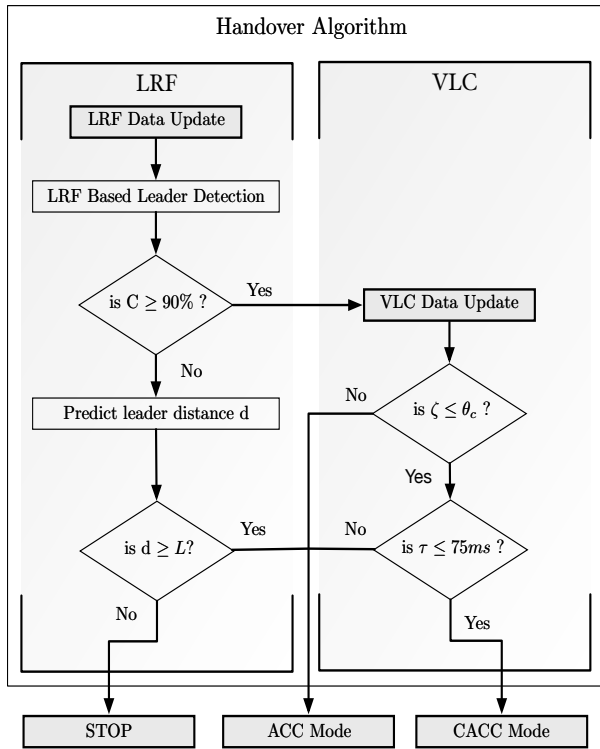 Handover Algorithm
LRF
LRF Data Update
LRF Based Leader Detection
is C ≥ 90% ?
Yes
No
Predict leader distance d
is d ≥ L?
Yes
No
VLC
VLC Data Update
is ζ ≤ θc ?
No
Yes
is τ ≤ 75ms ?
No
Yes
STOP
ACC Mode
CACC Mode